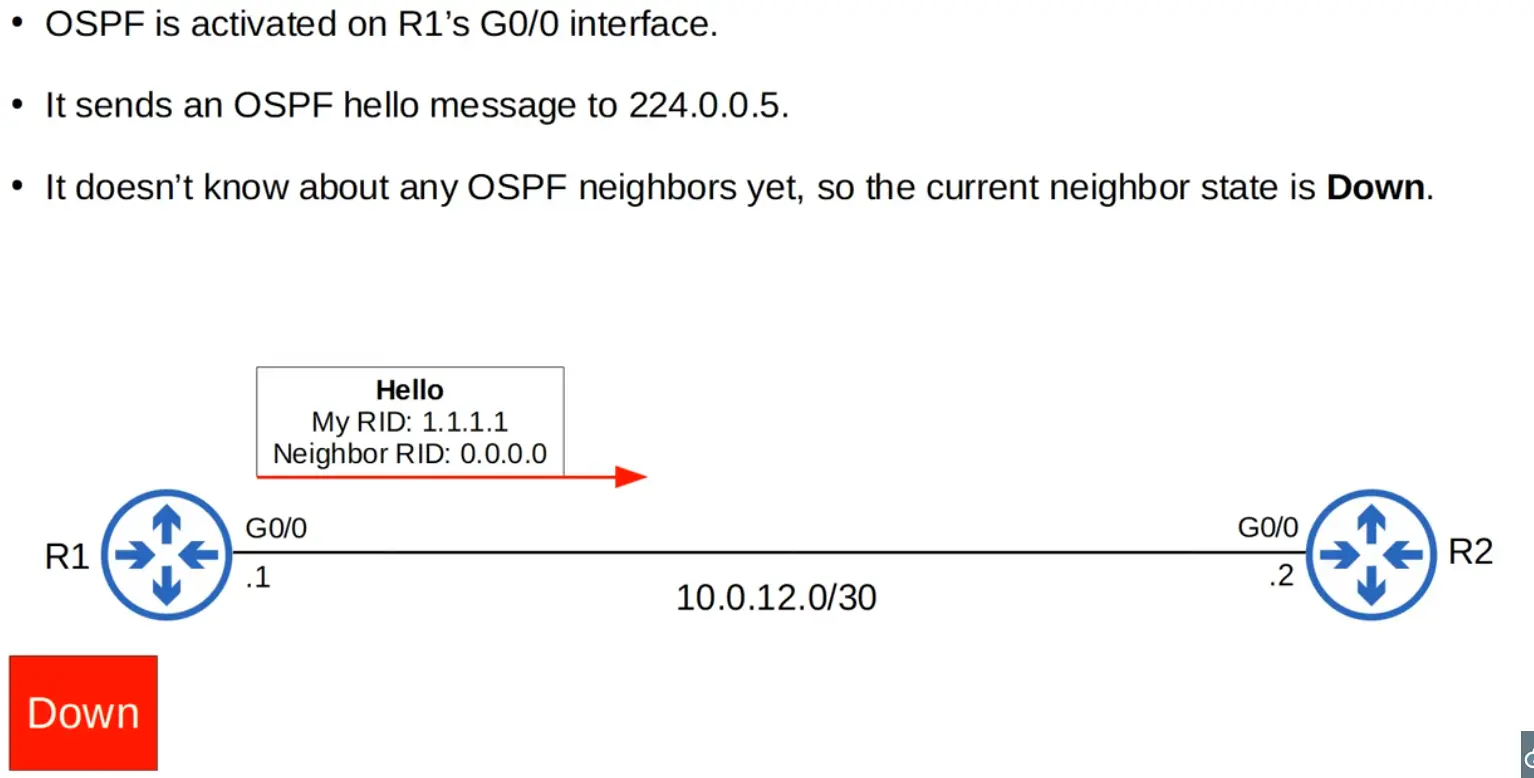 • OSPF is activated on R1’s G0/0 interface.
• It sends an OSPF hello message to 224.0.0.5.
• It doesn’t know about any OSPF neighbors yet, so the current neighbor state is Down.
Hello
My RID: 1.1.1.1
Neighbor RID: 0.0.0.0
R1
G0/0
.1
10.0.12.0/30
G0/0
.2
R2
Down